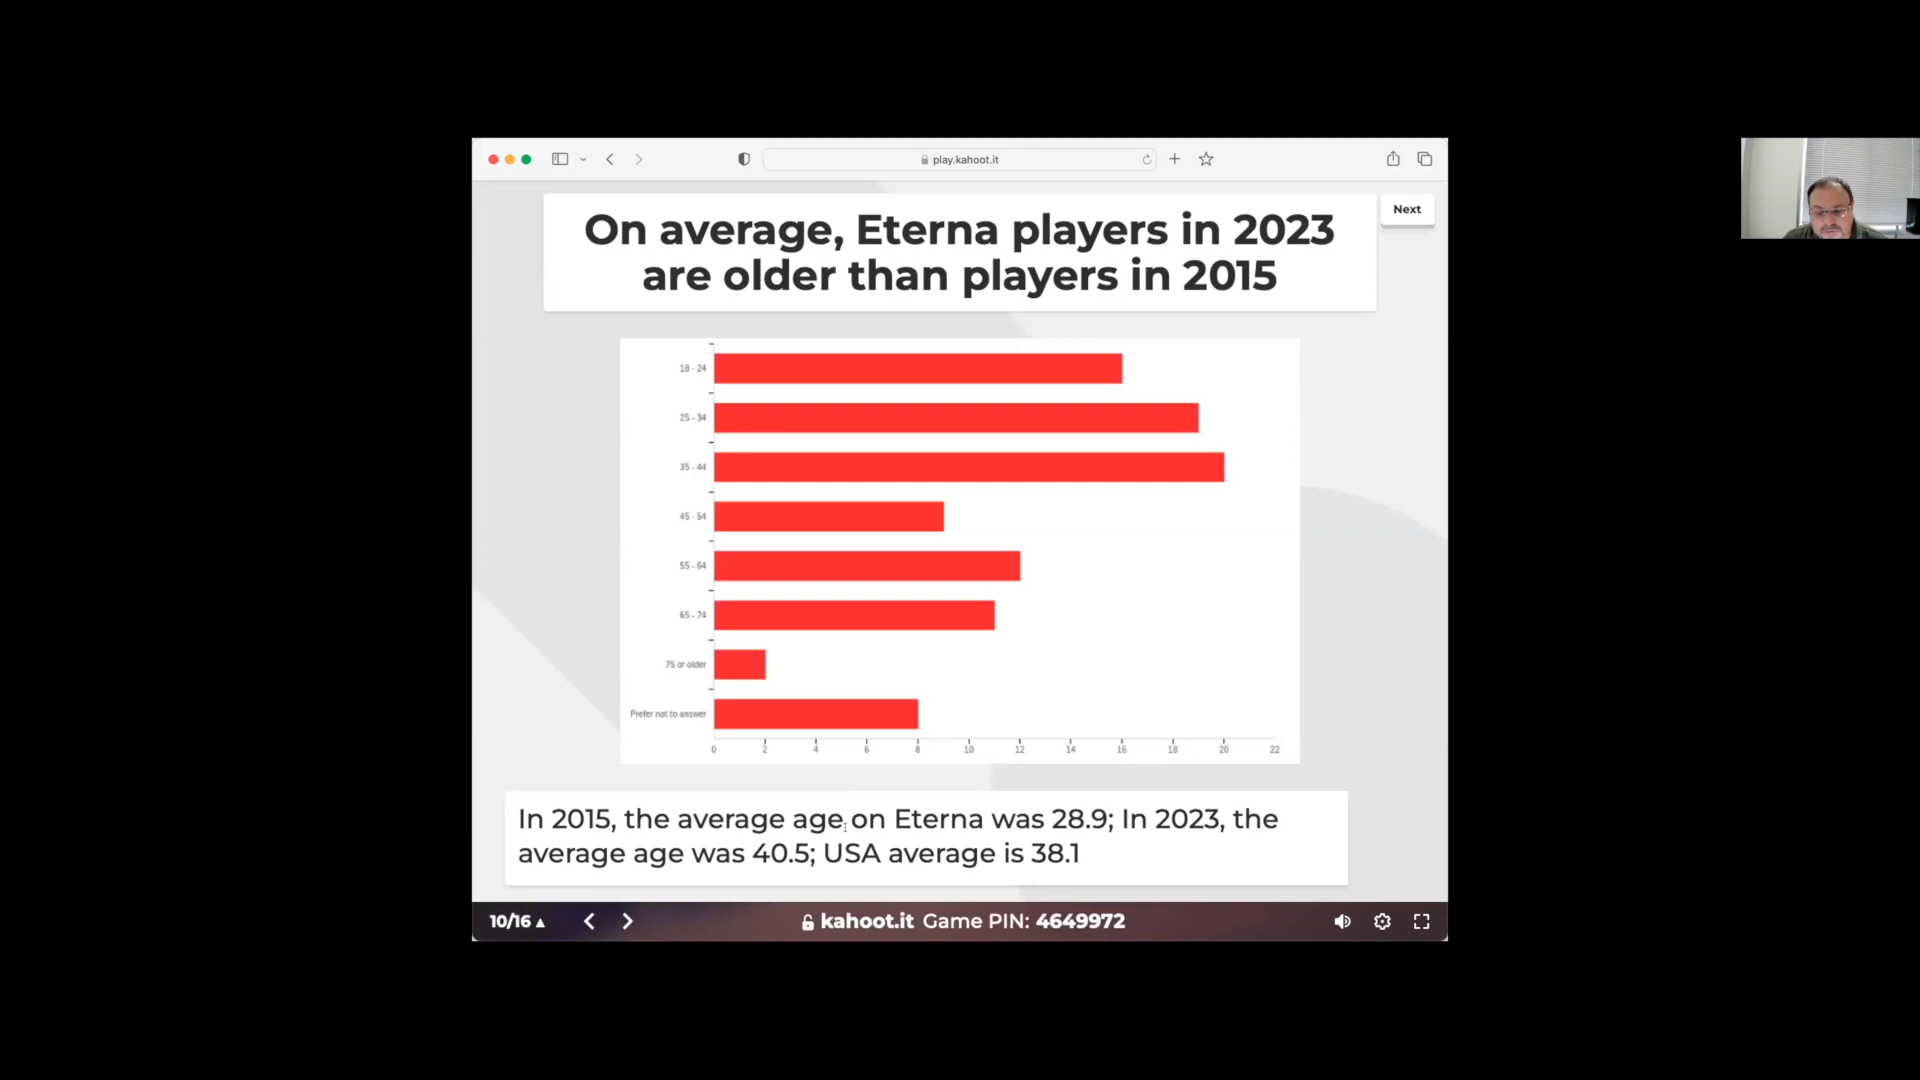 play.kahoot.it
On average, Eterna players in 2023
are older than players in 2015
Next
18 - 24
25 - 34
35 - 44
45 - 54
55 - 64
65 - 74
75 or older
Prefer not to answer
0 2 4 6 8 10 12 14 16 18 20 22
In 2015, the average age on Eterna was 28.9; In 2023, the
average age was 40.5; USA average is 38.1
10/16 kahoot.it Game PIN: 4649972